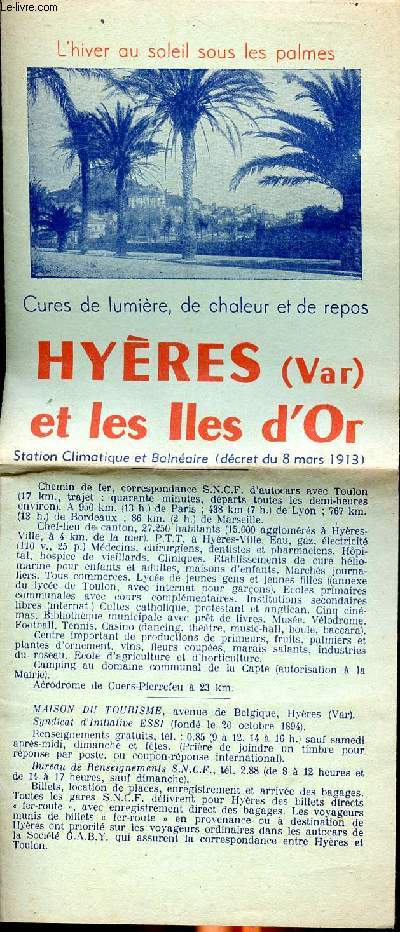 L-livre.com
L'hiver au soleil sous les palmes
Cures de lumière, de chaleur et de repos
HYÈRES (Var)
et les Iles d'Or
Station Climatique et Balnéaire (décret du 8 mars 1913)
Chemin de fer, correspondance S.N.C.F. d'autocars avec Toulon
(17 km., trajet : quarante minutes, départs toutes les demi-heures
environ). A 950 km. (13 h.) de Paris ; 438 km (7 h.) de Lyon ; 767 km.
(13 h.) de Bordeaux ; 86 km. (2 h.) de Marseille.
Chef-lieu de canton, 27.250 habitants (15.000 agglomérés à Hyères-
Ville, à 4 km. de la mer). P.T.T. à Hyères-Ville. Eau, gaz, électricité
(110 v., 25 p.) Médecins, chirurgiens, dentistes et pharmaciens. Hôpi-
tal, hospice de vieillards. Cliniques. Etablissements de cure hélio-
marine pour enfants et adultes, maisons d'enfants. Marchés journa-
liers. Tous commerces. Lycée de jeunes gens et jeunes filles (annexe
du lycée de Toulon, avec internat pour garçons). Ecoles primaires
communales avec cours complémentaires. Institutions secondaires
libres (internat) Cultes catholique, protestant et anglican. Cinq ciné-
mas. Bibliothèque municipale avec prêt de livres. Musée. Vélodrome.
Football, Tennis. Casino (dancing, théâtre, music-hall, boule, baccara).
Centre important de productions de primeurs, fruits, palmiers et
plantes d'ornement, vins, fleurs coupées, marais salants, industries
du roseau. Ecole d'agriculture et d'horticulture.
Camping au domaine communal de la Capte (autorisation à la
Mairie).
Aérodrome de Cuers-Pierrefeu à 23 km.
MAISON DU TOURISME, avenue de Belgique, Hyères (Var).
Syndicat d'Initiative ESSI (fondé le 20 octobre 1894).
Renseignements gratuits, tél. : 0.85 (9 à 12, 14 à 16 h.) sauf samedi
après-midi, dimanche et fêtes. (Prière de joindre un timbre pour
réponse par poste, ou coupon-réponse international).
Bureau de Renseignements S.N.C.F., tél. 2.88 (de 8 à 12 heures et
de 14 à 17 heures, sauf dimanche).
Billets, location de places, enregistrement et arrivée des bagages.
Toutes les gares S.N.C.F. délivrent pour Hyères des billets directs
« fer-route », avec enregistrement direct des bagages. Les voyageurs
munis de billets « fer-route » en provenance ou à destination de
Hyères ont priorité sur les voyageurs ordinaires dans les autocars de
la Société G.A.B.Y. qui assurent la correspondance entre Hyères et
Toulon.